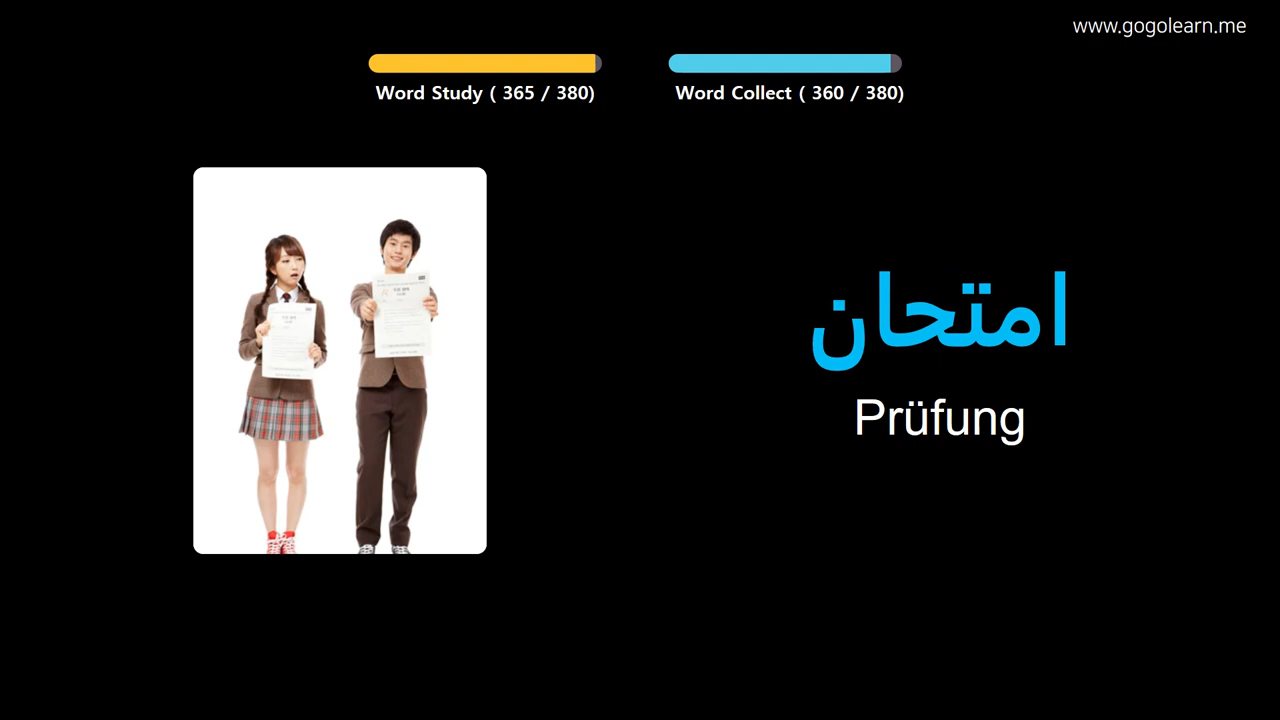 www.gogolearn.me
Word Study ( 365 / 380)
Word Collect ( 360 / 380)
امتحان
Prüfung